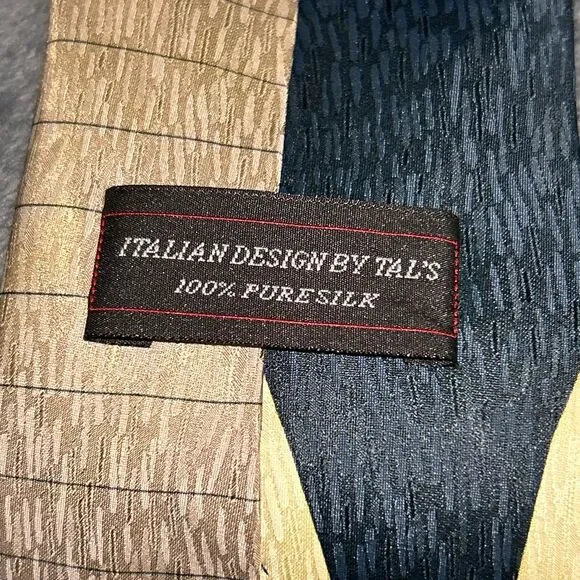 ITALIAN DESIGN BY TAL'S
100% PURE SILK